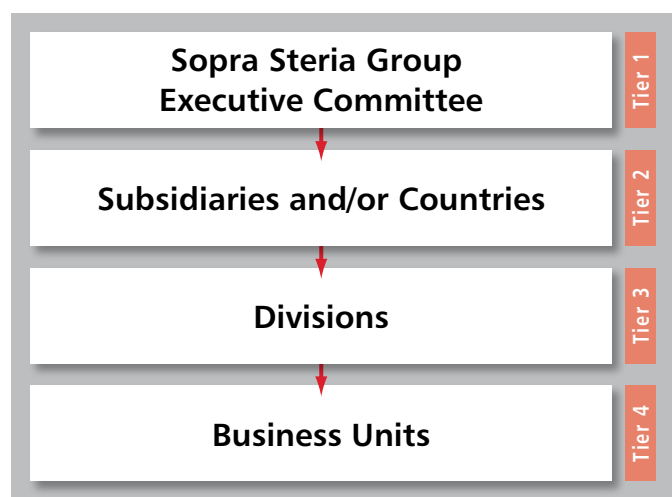 Sopra Steria Group
Executive Committee
Tier 1
Subsidiaries and/or Countries
Tier 2
Divisions
Tier 3
Business Units
Tier 4